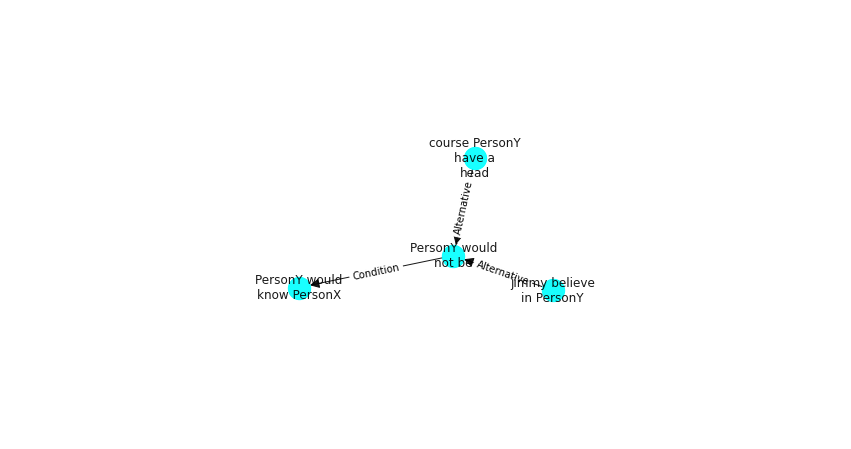 course PersonY
have a
head
Alternative
PersonY would
not be
Alternative
Condition
PersonY would
know PersonX
jimmy believe
in PersonY